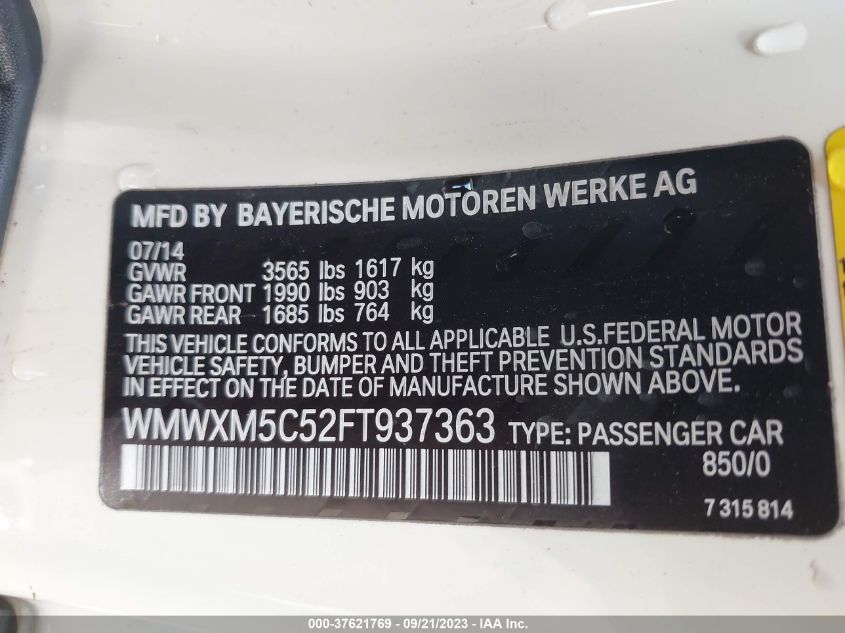 MFD BY BAYERISCHE MOTOREN WERKE AG
07/14
GVWR 3565 lbs 1617 kg
GAWR FRONT 1990 lbs 903 kg
GAWR REAR 1685 lbs 764 kg
THIS VEHICLE CONFORMS TO ALL APPLICABLE U.S.FEDERAL MOTOR
VEHICLE SAFETY, BUMPER AND THEFT PREVENTION STANDARDS
IN EFFECT ON THE DATE OF MANUFACTURE SHOWN ABOVE.
WMWXM5C52FT937363 TYPE: PASSENGER CAR
850/0
7 315 814
000-37621769 - 09/21/2023 - IAA Inc.